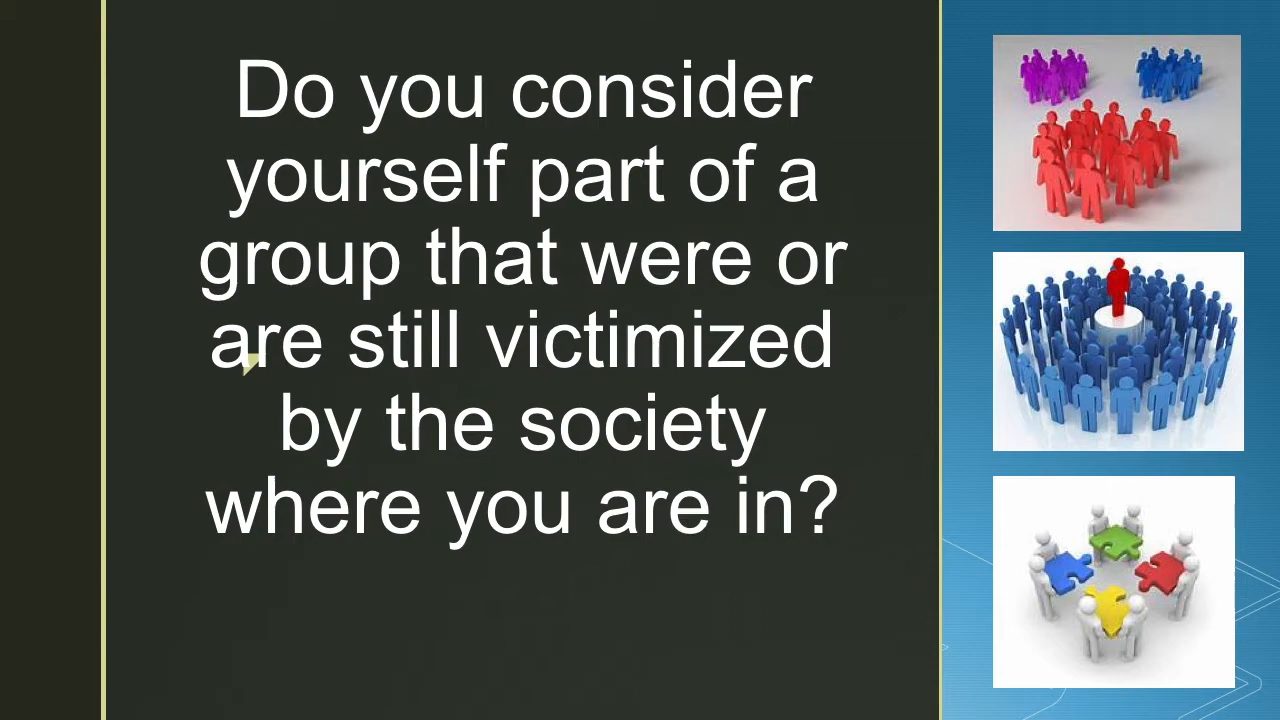 Do you consider
yourself part of a
group that were or
are still victimized
by the society
where you are in?